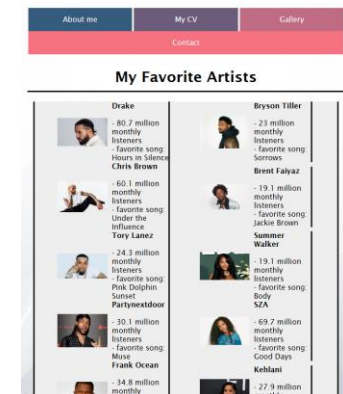 About me
My CV
Gallery
Contact
My Favorite Artists
Drake
- 80.7 million
monthly
listeners
- favorite song:
Hours in Silence
Chris Brown
- 60.1 million
monthly
listeners
- favorite song:
Under the
Influence
Tory Lanez
- 24.3 million
monthly
listeners
- favorite song:
Pink Dolphin
Sunset
Partynextdoor
- 30.1 million
monthly
listeners
- favorite song:
Muse
Frank Ocean
- 34.8 million
monthly
Bryson Tiller
- 23 million
monthly
listeners
- favorite song:
Sorrows
Brent Faiyaz
- 19.1 million
monthly
listeners
- favorite song:
Jackie Brown
Summer
Walker
- 19.1 million
monthly
listeners
- favorite song:
Body
SZA
- 69.7 million
monthly
listeners
- favorite song:
Good Days
Kehlani
- 27.9 million
monthly